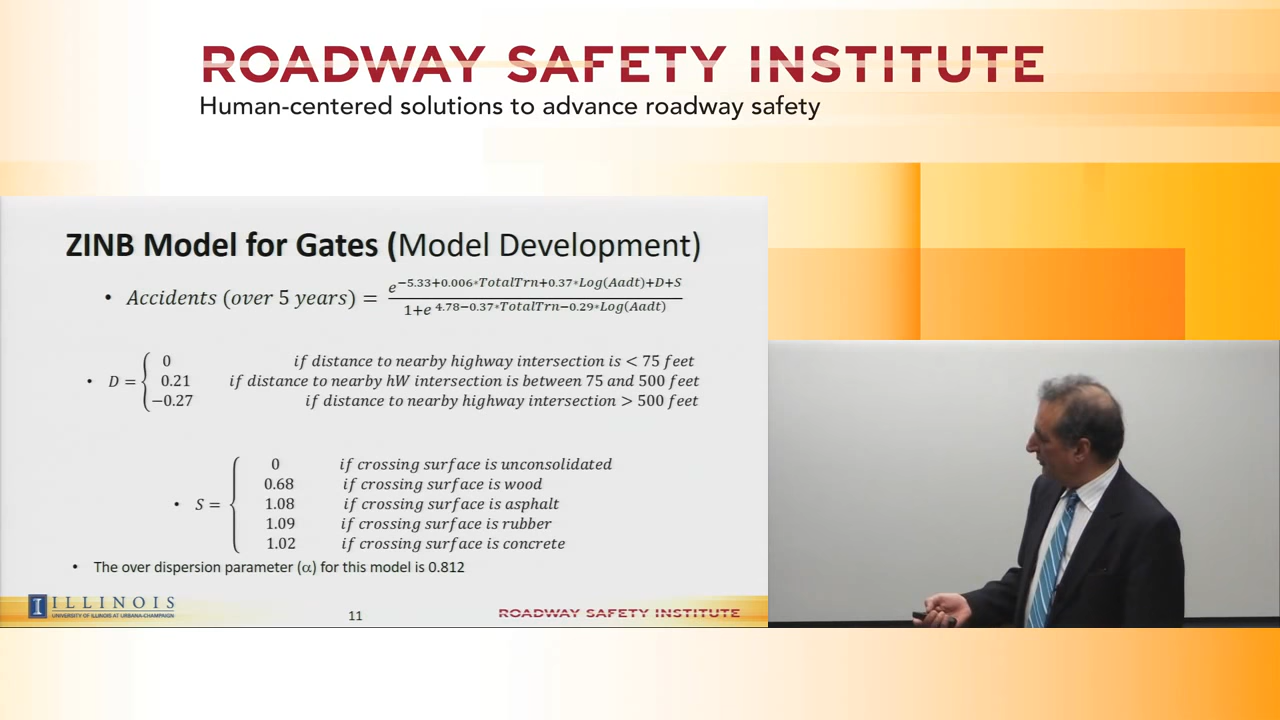 ROADWAY SAFETY INSTITUTE
Human-centered solutions to advance roadway safety
ZINB Model for Gates (Model Development)
• Accidents (over 5 years) = e^{−5.33+0.006∗TotalTrn+0.37∗Log(Aadt)+D+S} / 1+e^{4.78−0.37∗TotalTrn−0.29∗Log(Aadt)}
• D = { 0 if distance to nearby highway intersection is < 75 feet
0.21 if distance to nearby hW intersection is between 75 and 500 feet
−0.27 if distance to nearby highway intersection > 500 feet
• S = { 0 if crossing surface is unconsolidated
0.68 if crossing surface is wood
1.08 if crossing surface is asphalt
1.09 if crossing surface is rubber
1.02 if crossing surface is concrete
• The over dispersion parameter (α) for this model is 0.812
I ILLINOIS
UNIVERSITY OF ILLINOIS AT URBANA-CHAMPAIGN
11
ROADWAY SAFETY INSTITUTE